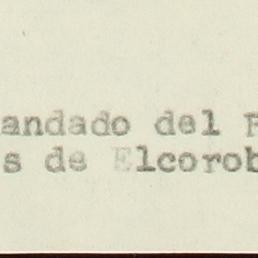 andado del
s de Elcorob